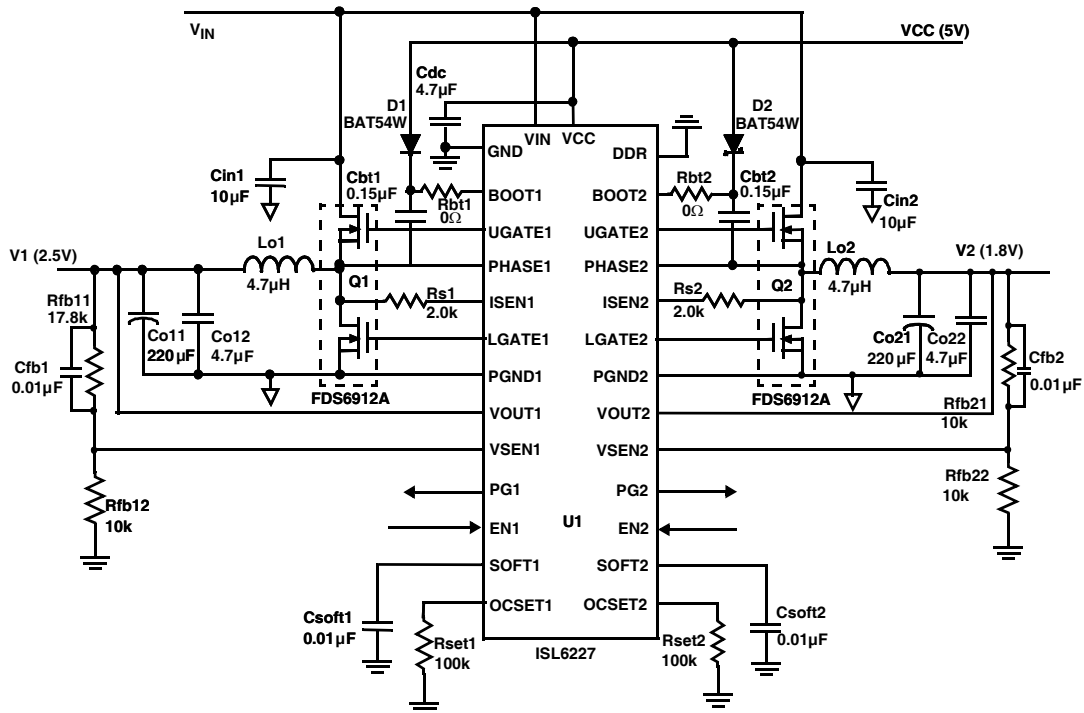 VIN
VCC (5V)
Cdc
4.7µF
D1
BAT54W
D2
BAT54W
VIN
VCC
GND
DDR
Cin1
10µF
Cbt1
0.15µF
Rbt1
0Ω
BOOT1
BOOT2
Rbt2
0Ω
Cbt2
0.15µF
Cin2
10µF
UGATE1
UGATE2
V1 (2.5V)
Lo1
4.7µH
Q1
PHASE1
PHASE2
Q2
Lo2
4.7µH
V2 (1.8V)
Rs1
2.0k
ISEN1
ISEN2
Rs2
2.0k
Rfb11
17.8k
Co11
220µF
Co12
4.7µF
LGATE1
LGATE2
Co21
220µF
Co22
4.7µF
Cfb1
0.01µF
Cfb2
0.01µF
PGND1
PGND2
FDS6912A
FDS6912A
VOUT1
VOUT2
Rfb21
10k
VSEN1
VSEN2
Rfb12
10k
Rfb22
10k
PG1
PG2
U1
EN1
EN2
SOFT1
SOFT2
OCSET1
OCSET2
Csoft1
0.01µF
Rset1
100k
Rset2
100k
Csoft2
0.01µF
ISL6227